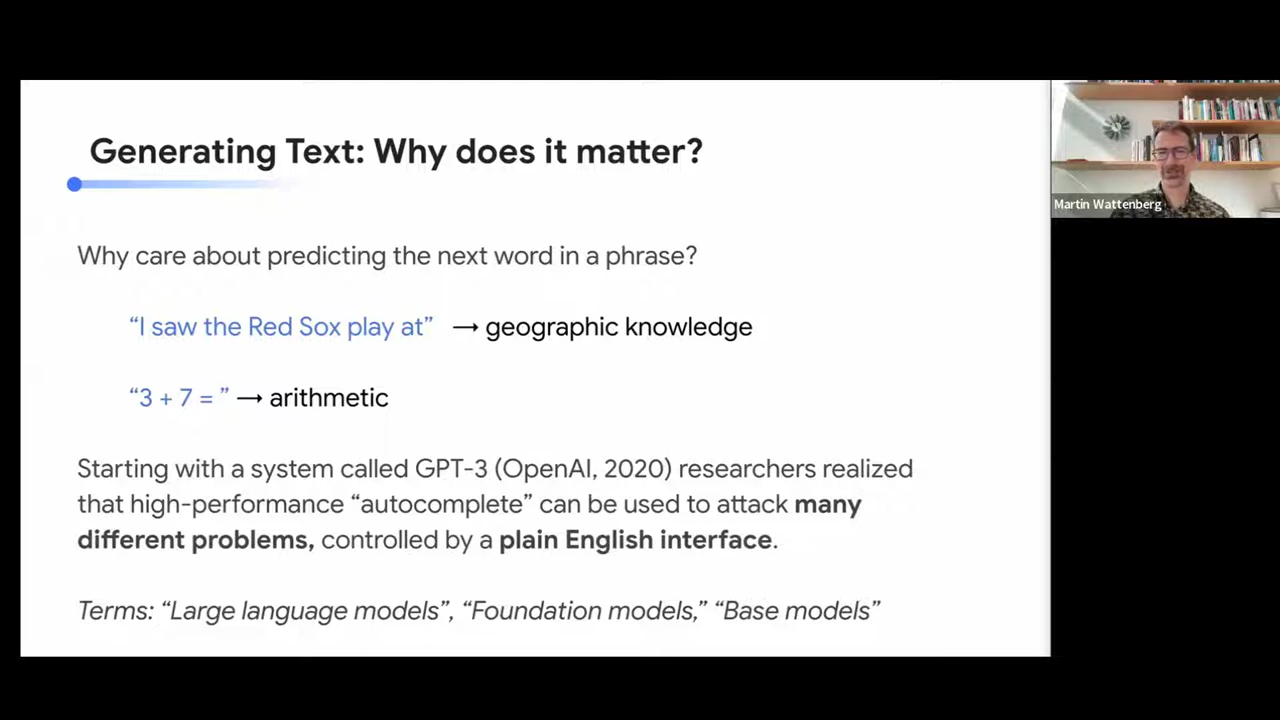 Generating Text: Why does it matter?
Why care about predicting the next word in a phrase?
“I saw the Red Sox play at” → geographic knowledge
“3 + 7 = ” → arithmetic
Starting with a system called GPT-3 (OpenAI, 2020) researchers realized
that high-performance “autocomplete” can be used to attack many
different problems, controlled by a plain English interface.
Terms: “Large language models”, “Foundation models,” “Base models”
Martin Wattenberg